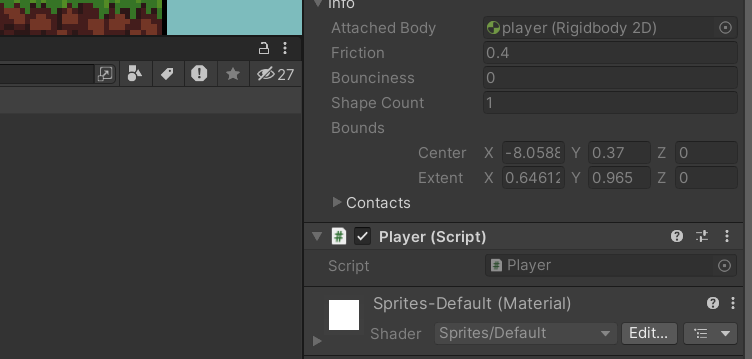 Info
Attached Body player (Rigidbody 2D)
Friction 0.4
Bounciness 0
Shape Count 1
Bounds
Center X -8.058 Y 0.37 Z 0
Extent X 0.6461 Y 0.965 Z 0
Contacts
27
# Player (Script)
Script # Player
Sprites-Default (Material)
Shader Sprites/Default Edit...